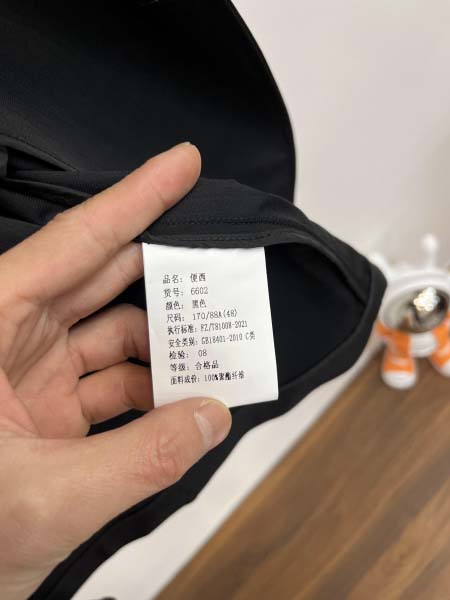 品名: 便西
货号: 6602
颜色: 黑色
尺码: 170/88A(48)
执行标准: FZ/T81008-2021
安全类别: GB18401-2010 C类
检验: 08
等级: 合格品
面料成份: 100%聚酯纤维